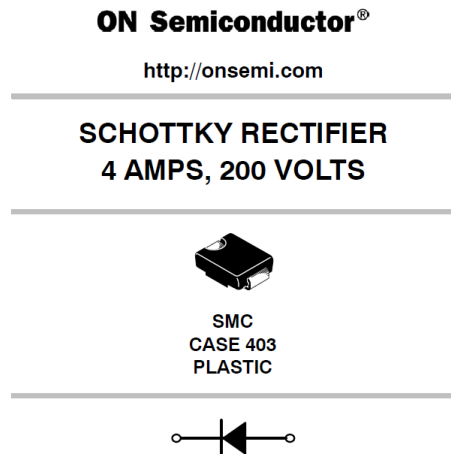 ON Semiconductor®
http://onsemi.com
SCHOTTKY RECTIFIER
4 AMPS, 200 VOLTS
SMC
CASE 403
PLASTIC